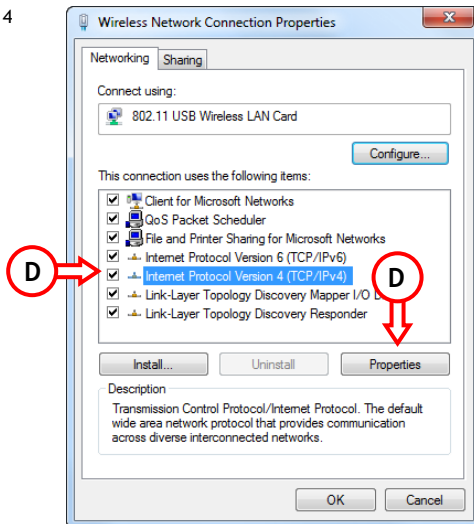 4
Wireless Network Connection Properties
Networking Sharing
Connect using:
802.11 USB Wireless LAN Card
Configure...
This connection uses the following items:
Client for Microsoft Networks
QoS Packet Scheduler
File and Printer Sharing for Microsoft Networks
Internet Protocol Version 6 (TCP/IPv6)
D Internet Protocol Version 4 (TCP/IPv4) D
Link-Layer Topology Discovery Mapper I/O
Link-Layer Topology Discovery Responder
Install... Uninstall Properties
Description
Transmission Control Protocol/Internet Protocol. The default
wide area network protocol that provides communication
across diverse interconnected networks.
OK Cancel